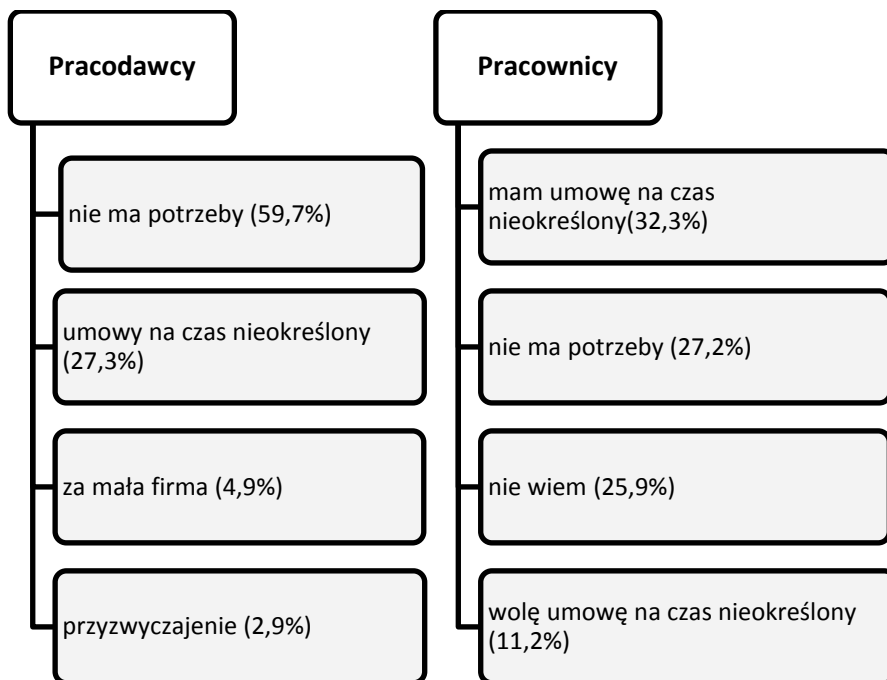 Pracodawcy
nie ma potrzeby (59,7%)
umowy na czas nieokreślony
(27,3%)
za mała firma (4,9%)
przyzwyczajenie (2,9%)
Pracownicy
mam umowę na czas
nieokreślony(32,3%)
nie ma potrzeby (27,2%)
nie wiem (25,9%)
wolę umowę na czas nieokreślony
(11,2%)